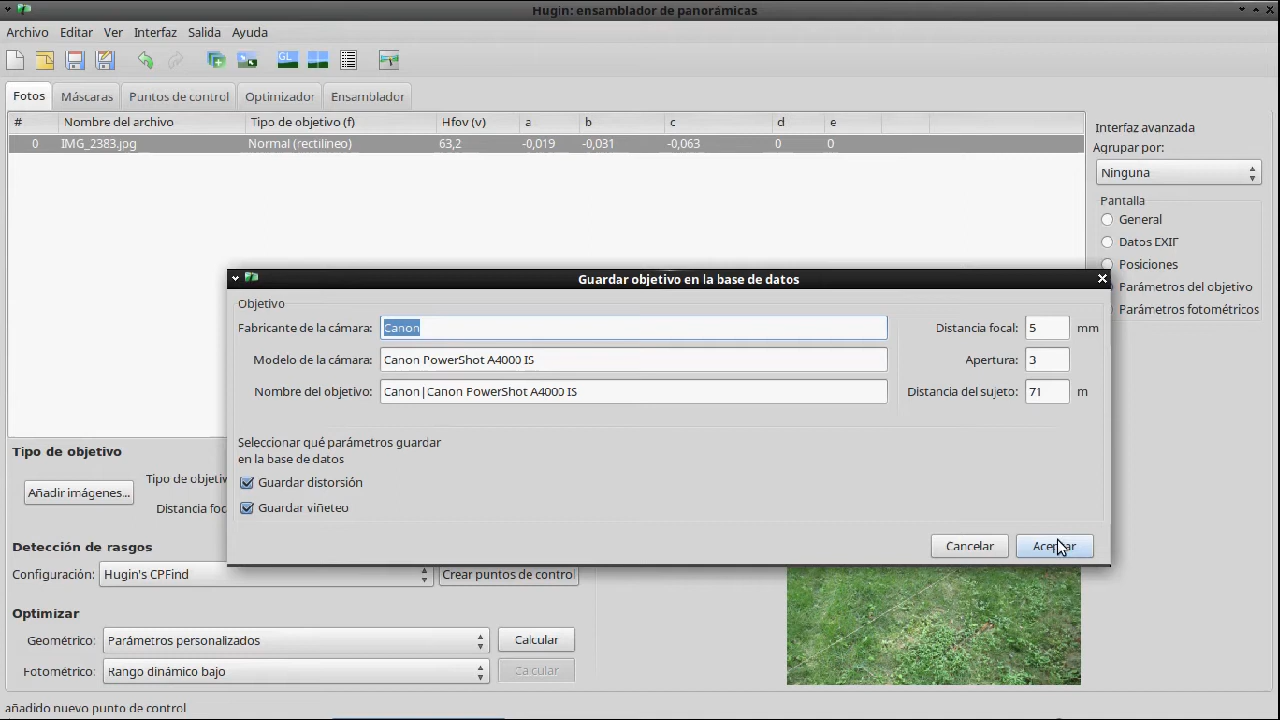 Hugin: ensamblador de panorámicas
Archivo Editar Ver Interfaz Salida Ayuda
GL
Fotos Máscaras Puntos de control Optimizador Ensamblador
# Nombre del archivo Tipo de objetivo (f) Hfov (v) a b c d e
0 IMG_2383.jpg Normal (rectilíneo) 63,2 -0,019 -0,031 -0,063 0 0
Interfaz avanzada
Agrupar por:
Ninguna
Pantalla
General
Datos EXIF
Posiciones
Parámetros del objetivo
Parámetros fotométricos
Guardar objetivo en la base de datos
Objetivo
Fabricante de la cámara: Canon Distancia focal: 5 mm
Modelo de la cámara: Canon PowerShot A4000 IS Apertura: 3
Nombre del objetivo: Canon|Canon PowerShot A4000 IS Distancia del sujeto: 71 m
Seleccionar qué parámetros guardar
en la base de datos
Guardar distorsión
Guardar viñeteo
Cancelar Aceptar
Tipo de objetivo
Añadir imágenes... Tipo de objetiv
Distancia foc
Detección de rasgos
Configuración: Hugin's CPFind Crear puntos de control
Optimizar
Geométrico: Parámetros personalizados Calcular
Fotométrico: Rango dinámico bajo Calcular
añadido nuevo punto de control